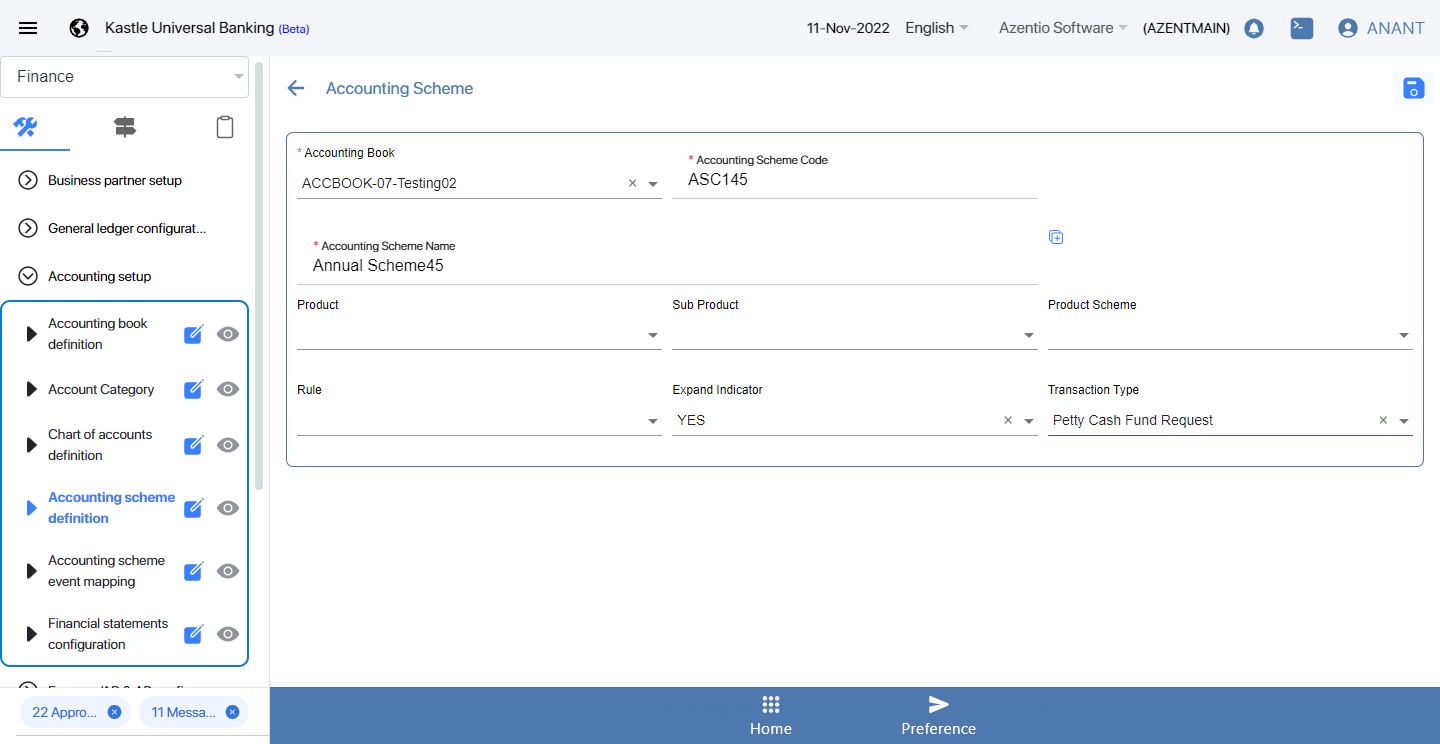 Kastle Universal Banking (Beta)
11-Nov-2022
English
Azentio Software
(AZENTMAIN)
ANANT
Finance
Business partner setup
General ledger configurat...
Accounting setup
Accounting book
definition
Account Category
Chart of accounts
definition
Accounting scheme
definition
Accounting scheme
event mapping
Financial statements
configuration
22 Appro...
11 Messa...
Accounting Scheme
* Accounting Book
ACCBOOK-07-Testing02
* Accounting Scheme Code
ASC145
* Accounting Scheme Name
Annual Scheme45
Product
Sub Product
Product Scheme
Rule
Expand Indicator
YES
Transaction Type
Petty Cash Fund Request
Home
Preference